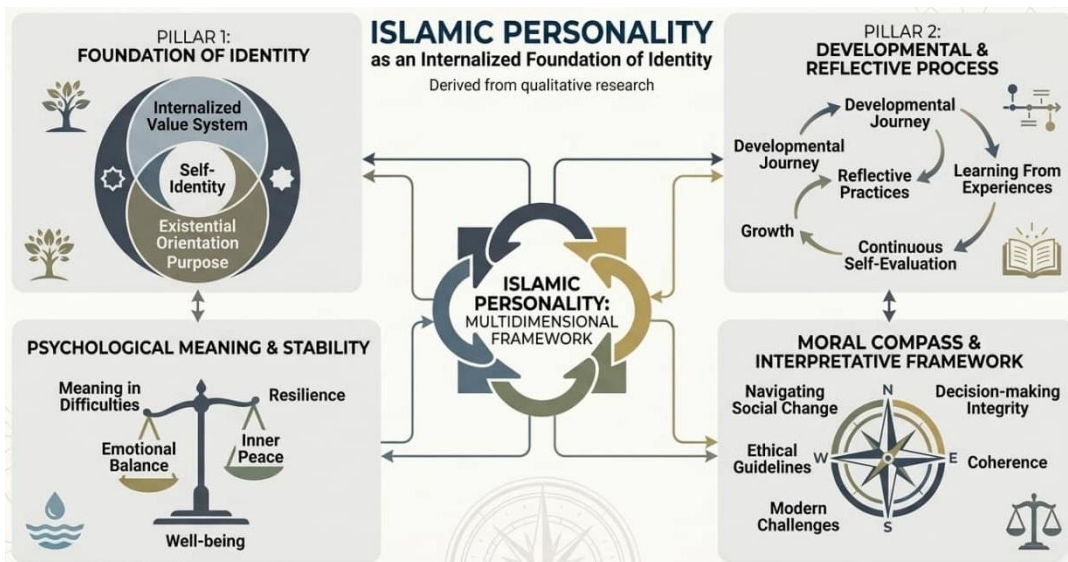 ISLAMIC PERSONALITY
as an Internalized Foundation of Identity
Derived from qualitative research
PILLAR 1:
FOUNDATION OF IDENTITY
Internalized
Value System
Self-
Identity
Existential
Orientation
Purpose
PILLAR 2:
DEVELOPMENTAL &
REFLECTIVE PROCESS
Developmental
Journey
Developmental
Journey
Reflective
Practices
Learning From
Experiences
Growth
Continuous
Self-Evaluation
ISLAMIC
PERSONALITY:
MULTIDIMENSIONAL
FRAMEWORK
PSYCHOLOGICAL MEANING & STABILITY
Meaning in
Difficulties
Resilience
Emotional
Balance
Inner
Peace
Well-being
MORAL COMPASS &
INTERPRETATIVE FRAMEWORK
Navigating
Social Change
N
Decision-making
Integrity
Ethical
Guidelines
W
E
Coherence
Modern
Challenges
S